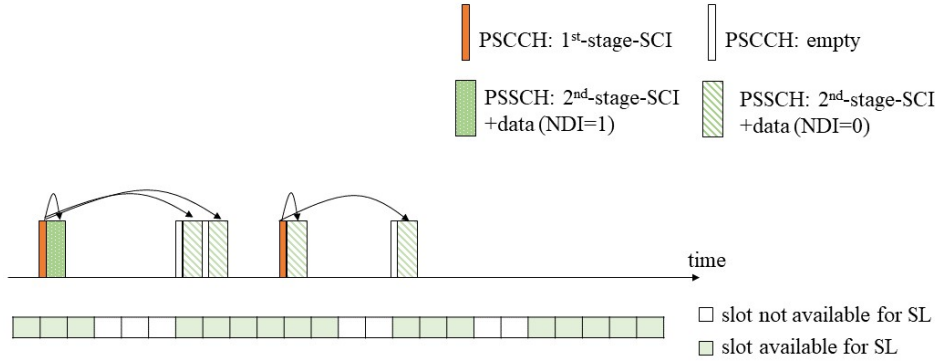 PSCCH: 1st-stage-SCI
PSCCH: empty
PSSCH: 2nd-stage-SCI
+data (NDI=1)
PSSCH: 2nd-stage-SCI
+data (NDI=0)
time
slot not available for SL
slot available for SL